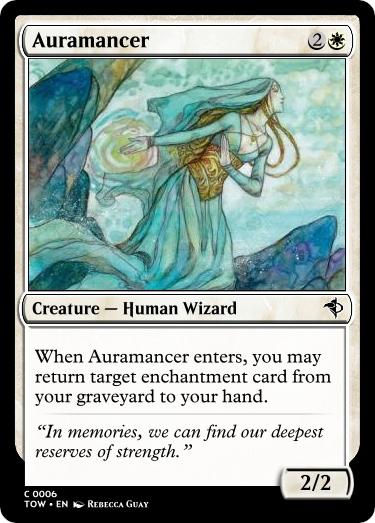 Auramancer 2
Creature — Human Wizard
When Auramancer enters, you may
return target enchantment card from
your graveyard to your hand.
“In memories, we can find our deepest
reserves of strength.”
2/2
C 0006
TOW • EN Rebecca Guay